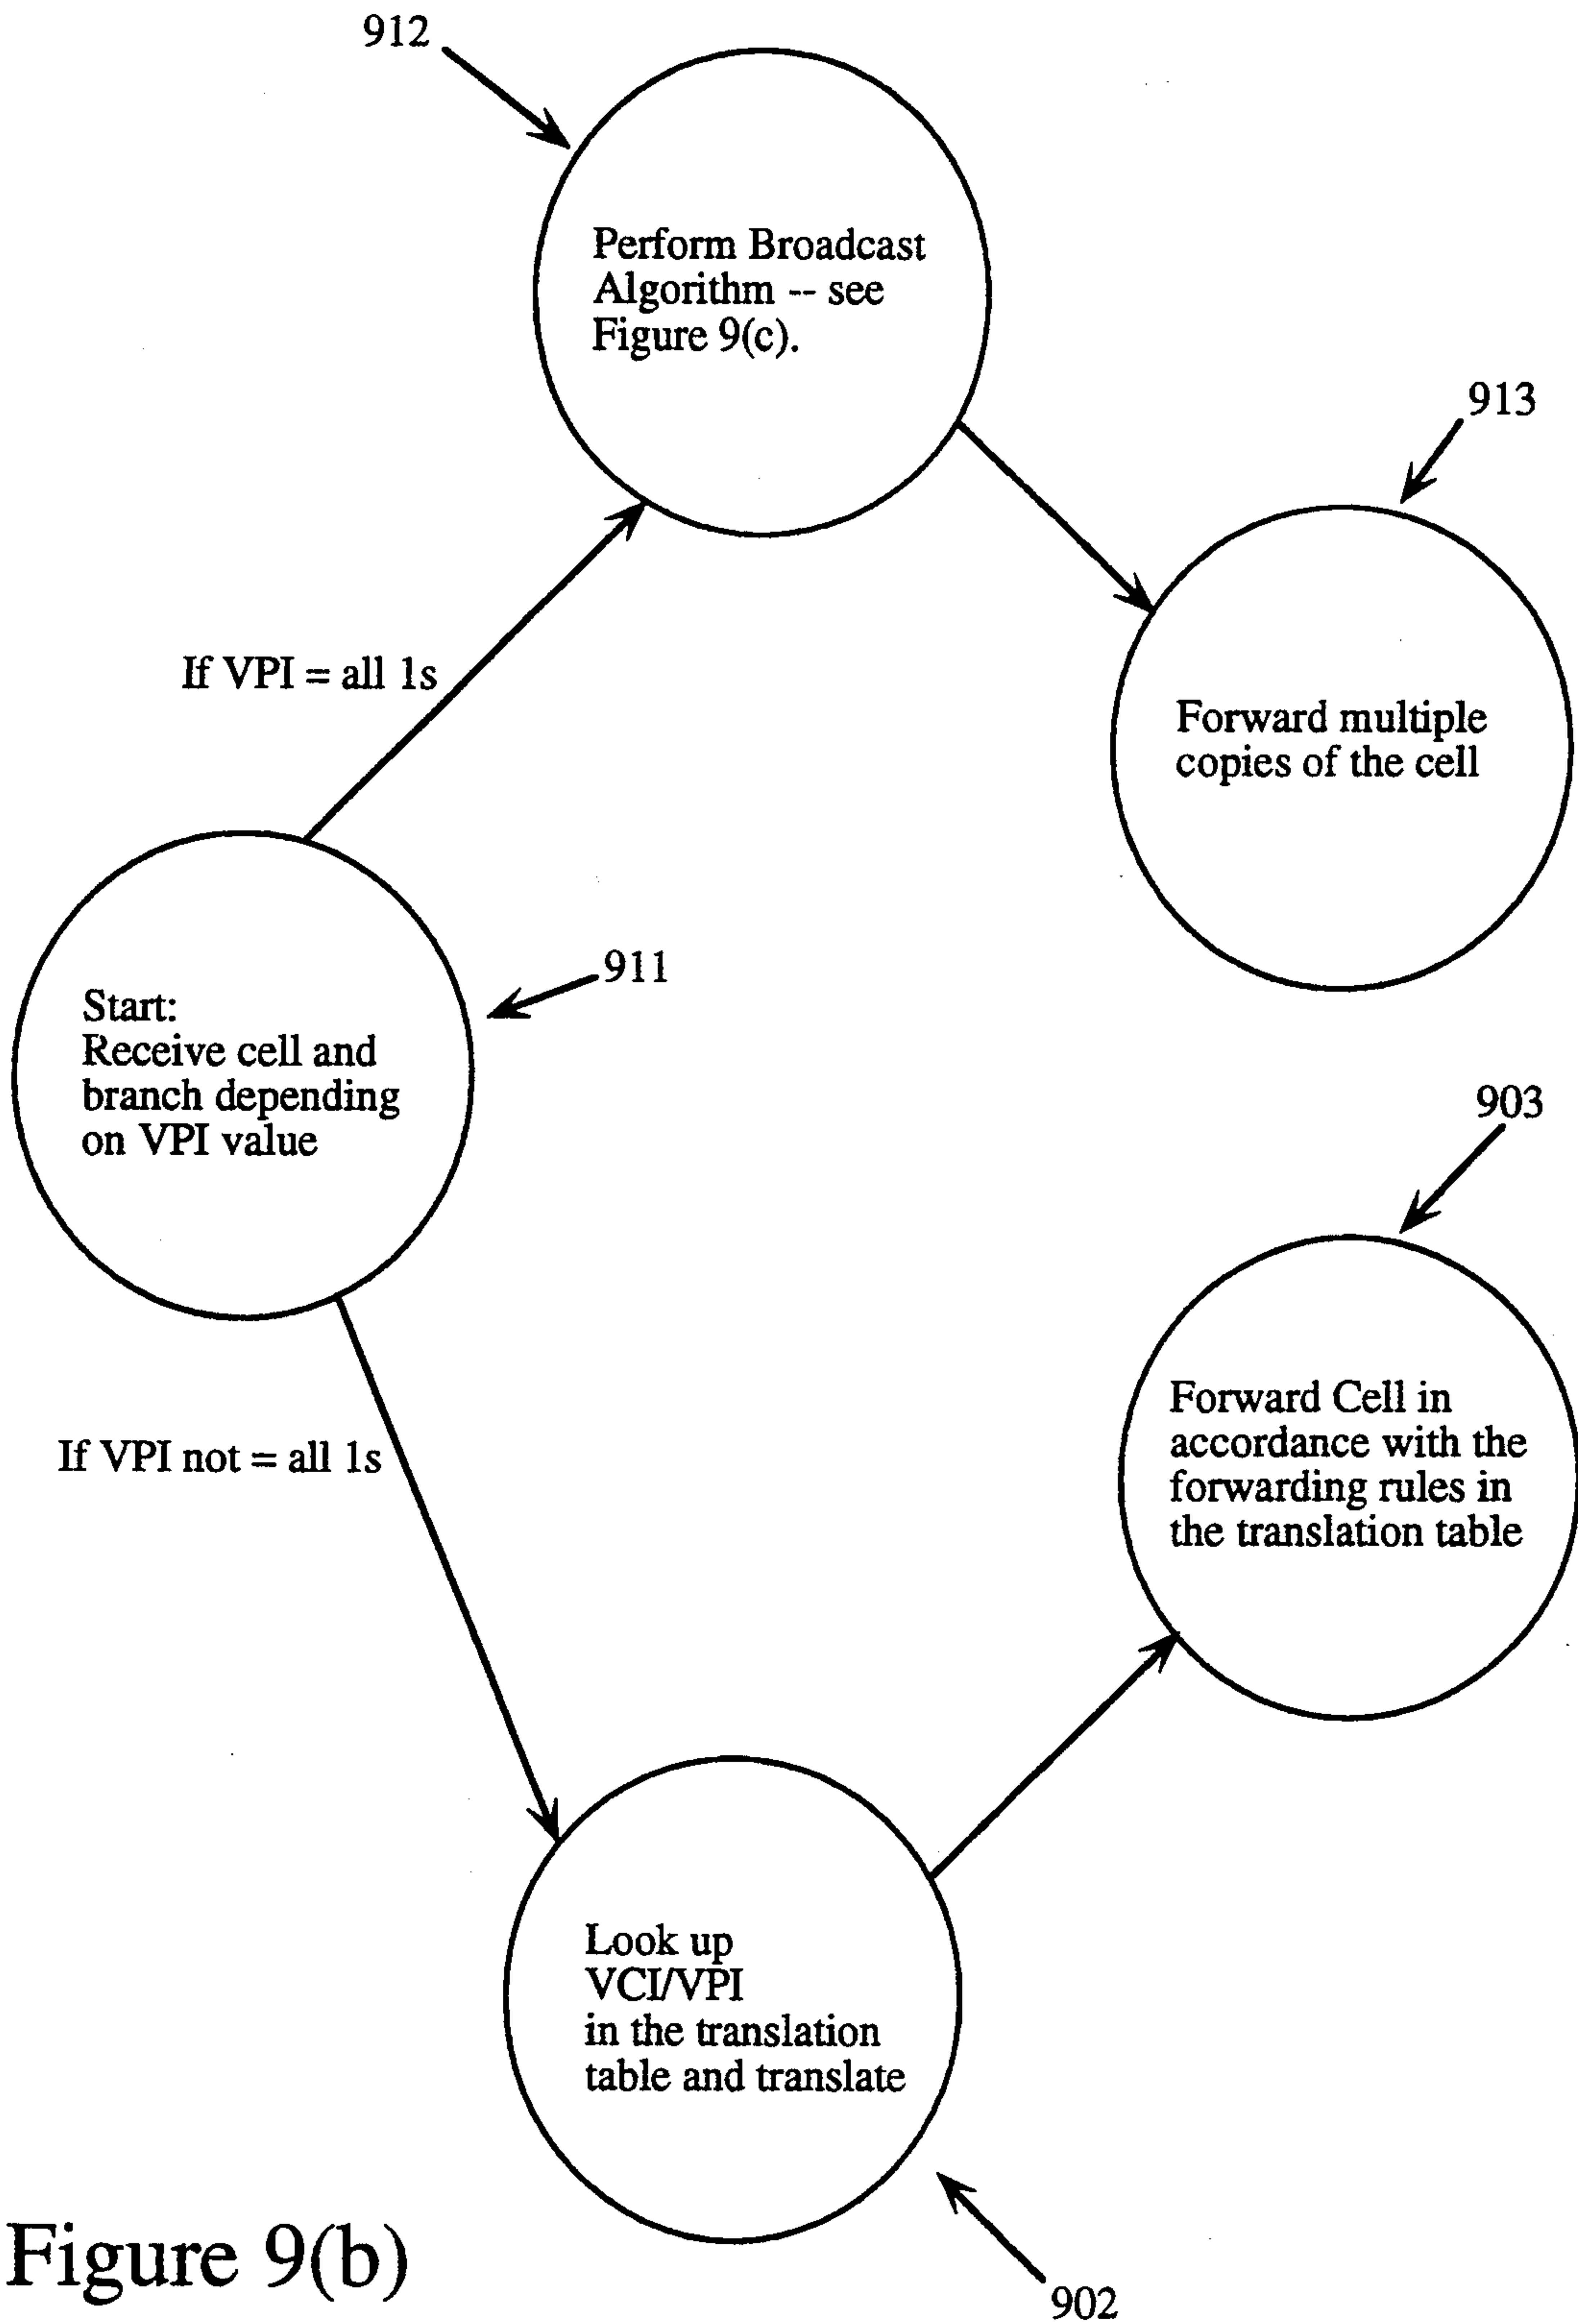 912
Perform Broadcast
Algorithm -- see
Figure 9(c).
913
If VPI = all 1s
Forward multiple
copies of the cell
911
Start:
Receive cell and
branch depending
on VPI value
903
Forward Cell in
accordance with the
forwarding rules in
the translation table
If VPI not = all 1s
Look up
VCI/VPI
in the translation
table and translate
Figure 9(b)
902